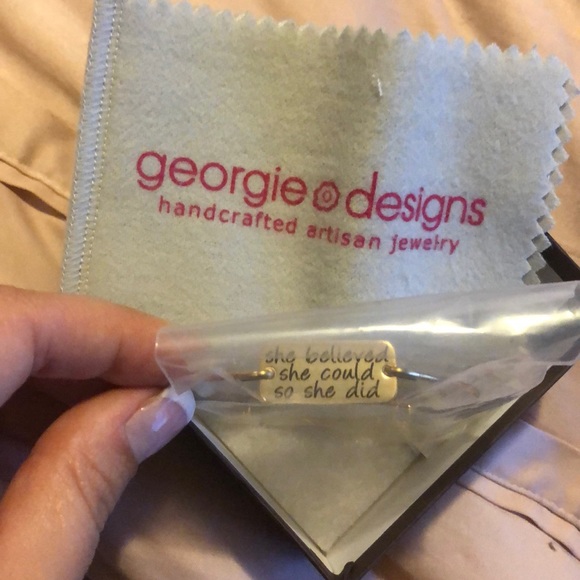 georgie designs
handcrafted artisan jewelry
she believed
she could
so she did